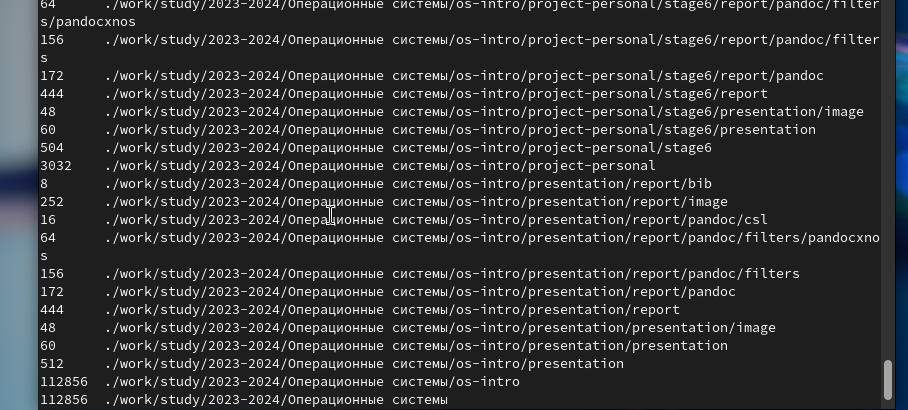 64      ./work/study/2023-2024/Операционные системы/os-intro/project-personal/stage6/report/pandoc/filter
s/pandocxnos
156     ./work/study/2023-2024/Операционные системы/os-intro/project-personal/stage6/report/pandoc/filter
s
172     ./work/study/2023-2024/Операционные системы/os-intro/project-personal/stage6/report/pandoc
444     ./work/study/2023-2024/Операционные системы/os-intro/project-personal/stage6/report
48      ./work/study/2023-2024/Операционные системы/os-intro/project-personal/stage6/presentation/image
60      ./work/study/2023-2024/Операционные системы/os-intro/project-personal/stage6/presentation
504     ./work/study/2023-2024/Операционные системы/os-intro/project-personal/stage6
3032    ./work/study/2023-2024/Операционные системы/os-intro/project-personal
8       ./work/study/2023-2024/Операционные системы/os-intro/presentation/report/bib
252     ./work/study/2023-2024/Операционные системы/os-intro/presentation/report/image
16      ./work/study/2023-2024/Операционные системы/os-intro/presentation/report/pandoc/csl
64      ./work/study/2023-2024/Операционные системы/os-intro/presentation/report/pandoc/filters/pandocxno
s
156     ./work/study/2023-2024/Операционные системы/os-intro/presentation/report/pandoc/filters
172     ./work/study/2023-2024/Операционные системы/os-intro/presentation/report/pandoc
444     ./work/study/2023-2024/Операционные системы/os-intro/presentation/report
48      ./work/study/2023-2024/Операционные системы/os-intro/presentation/presentation/image
60      ./work/study/2023-2024/Операционные системы/os-intro/presentation/presentation
512     ./work/study/2023-2024/Операционные системы/os-intro/presentation
112856  ./work/study/2023-2024/Операционные системы/os-intro
112856  ./work/study/2023-2024/Операционные системы